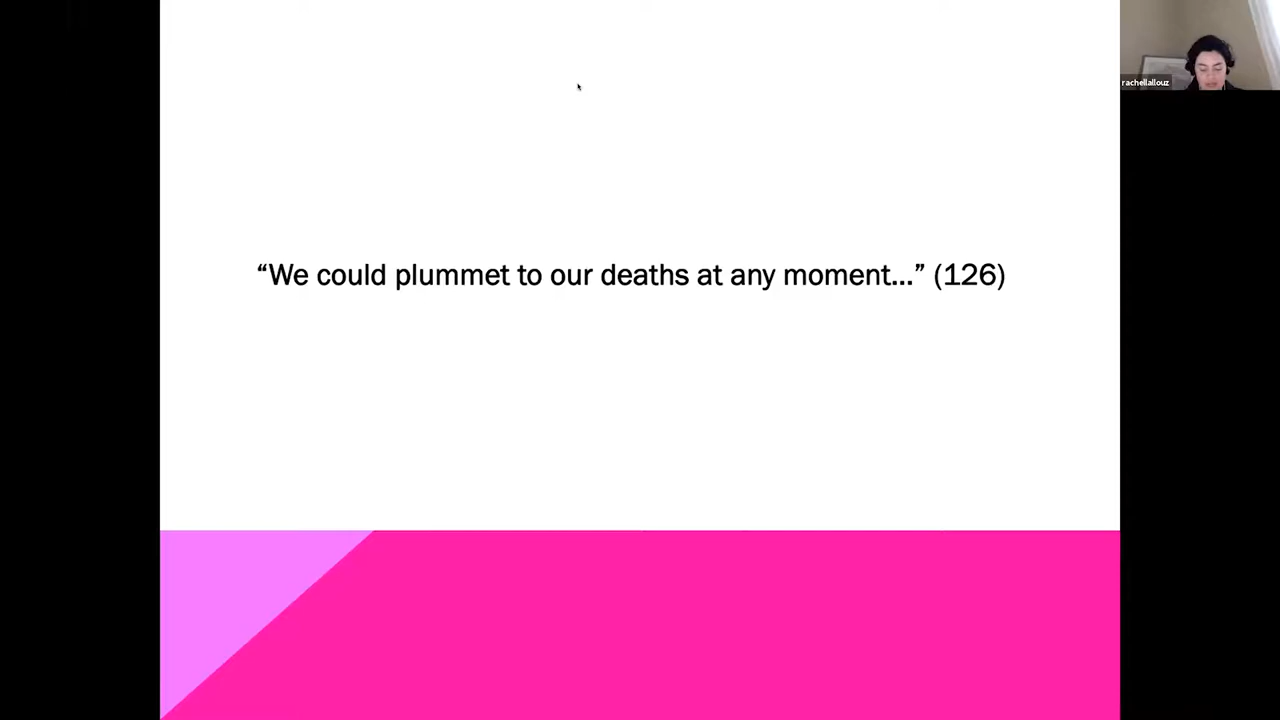 rachellallouz
“We could plummet to our deaths at any moment...” (126)